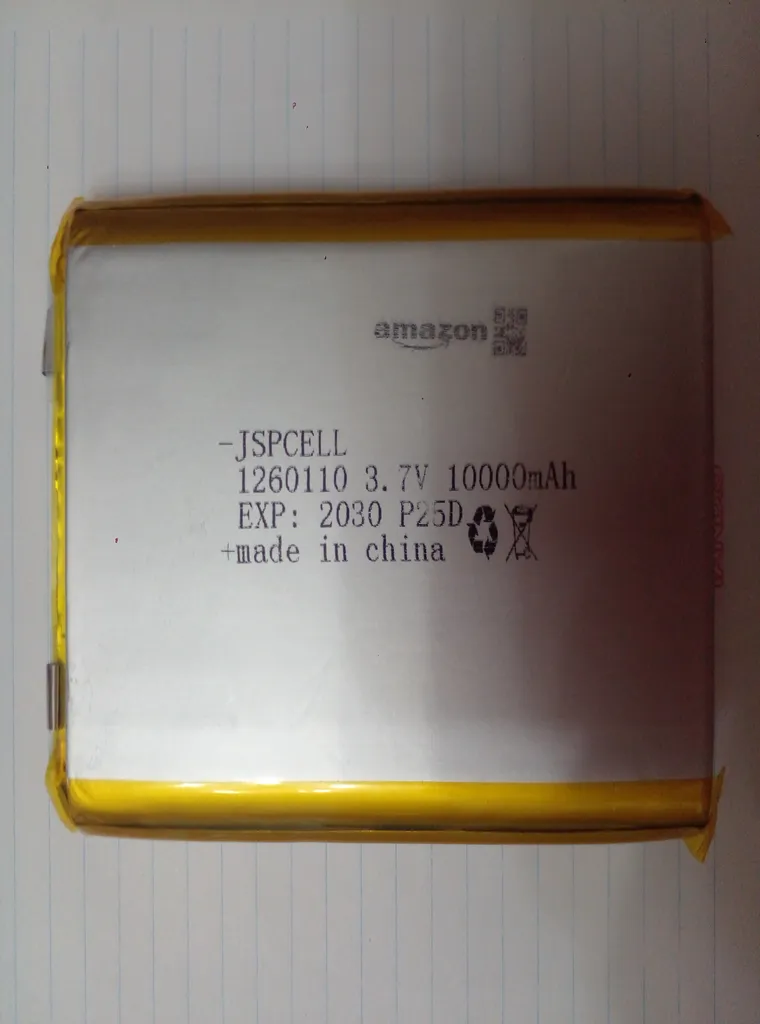 amazon
-JSPCELL
1260110 3.7V 10000mAh
EXP: 2030 P25D
+made in china